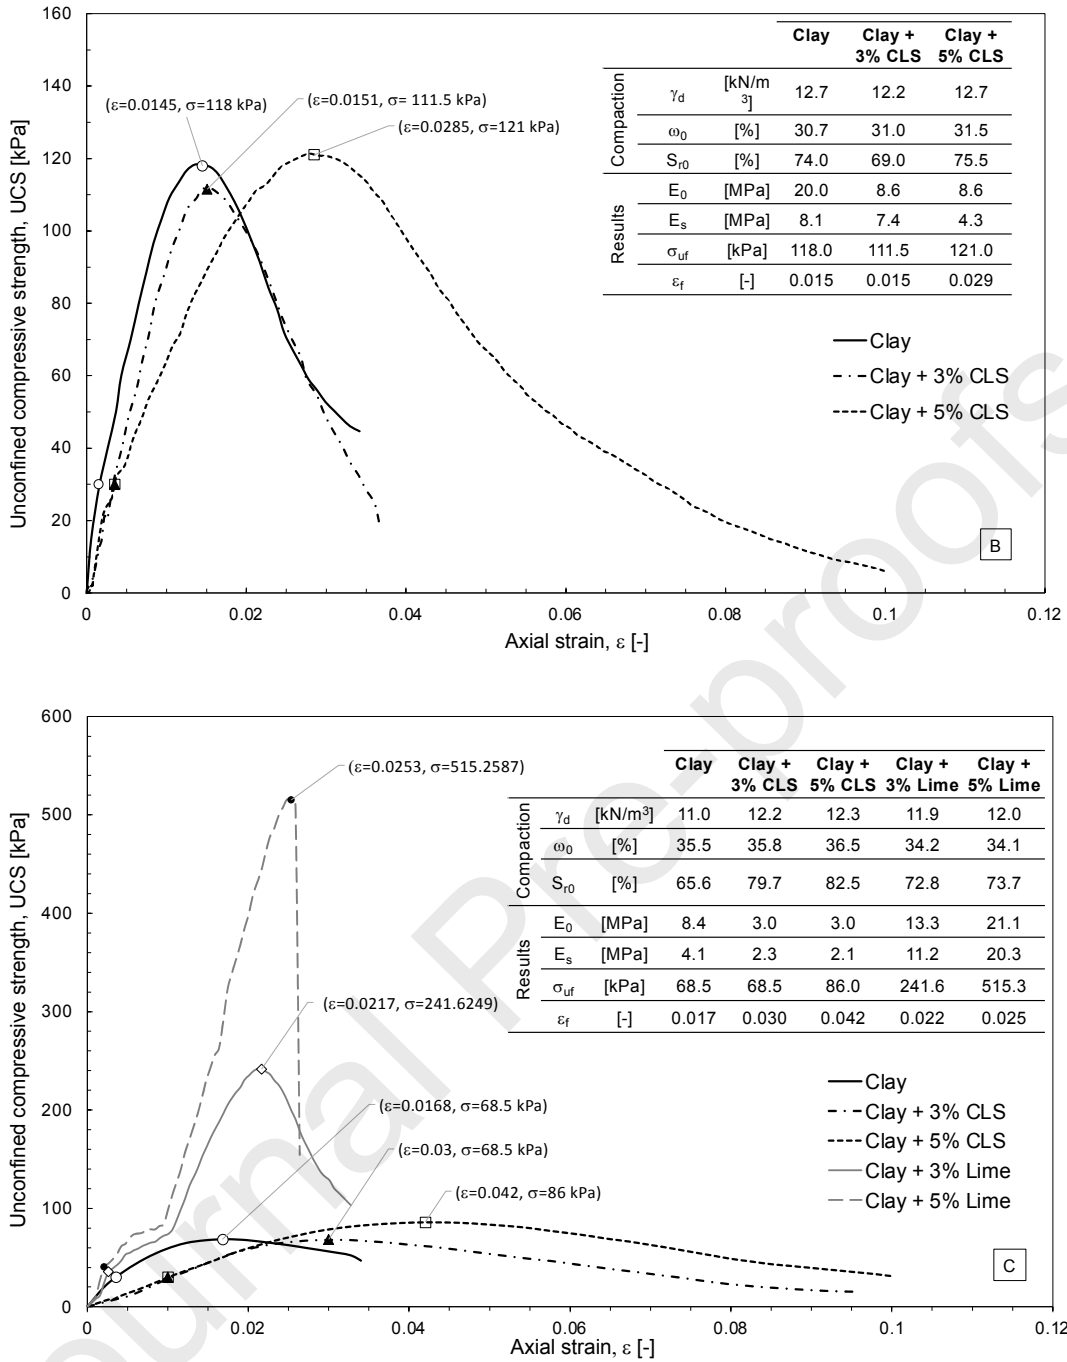 160
140
120
100
80
60
40
20
0
Unconfined compressive strength, UCS [kPa]
0 0.02 0.04 0.06 0.08 0.1 0.12
Axial strain, ε [-]
(ε=0.0145, σ=118 kPa)
(ε=0.0151, σ= 111.5 kPa)
(ε=0.0285, σ=121 kPa)
Clay Clay + 3% CLS Clay + 5% CLS
Compaction
γd [kN/m3] 12.7 12.2 12.7
ω0 [%] 30.7 31.0 31.5
Sr0 [%] 74.0 69.0 75.5
Results
E0 [MPa] 20.0 8.6 8.6
Es [MPa] 8.1 7.4 4.3
σuf [kPa] 118.0 111.5 121.0
εf [-] 0.015 0.015 0.029
Clay
Clay + 3% CLS
Clay + 5% CLS
B
600
500
400
300
200
100
0
Unconfined compressive strength, UCS [kPa]
0 0.02 0.04 0.06 0.08 0.1 0.12
Axial strain, ε [-]
(ε=0.0253, σ=515.2587)
(ε=0.0217, σ=241.6249)
(ε=0.0168, σ=68.5 kPa)
(ε=0.03, σ=68.5 kPa)
(ε=0.042, σ=86 kPa)
Clay Clay + 3% CLS Clay + 5% CLS Clay + 3% Lime Clay + 5% Lime
Compaction
γd [kN/m³] 11.0 12.2 12.3 11.9 12.0
ω0 [%] 35.5 35.8 36.5 34.2 34.1
Sr0 [%] 65.6 79.7 82.5 72.8 73.7
Results
E0 [MPa] 8.4 3.0 3.0 13.3 21.1
Es [MPa] 4.1 2.3 2.1 11.2 20.3
σuf [kPa] 68.5 68.5 86.0 241.6 515.3
εf [-] 0.017 0.030 0.042 0.022 0.025
Clay
Clay + 3% CLS
Clay + 5% CLS
Clay + 3% Lime
Clay + 5% Lime
C
ournal Pre-proofs